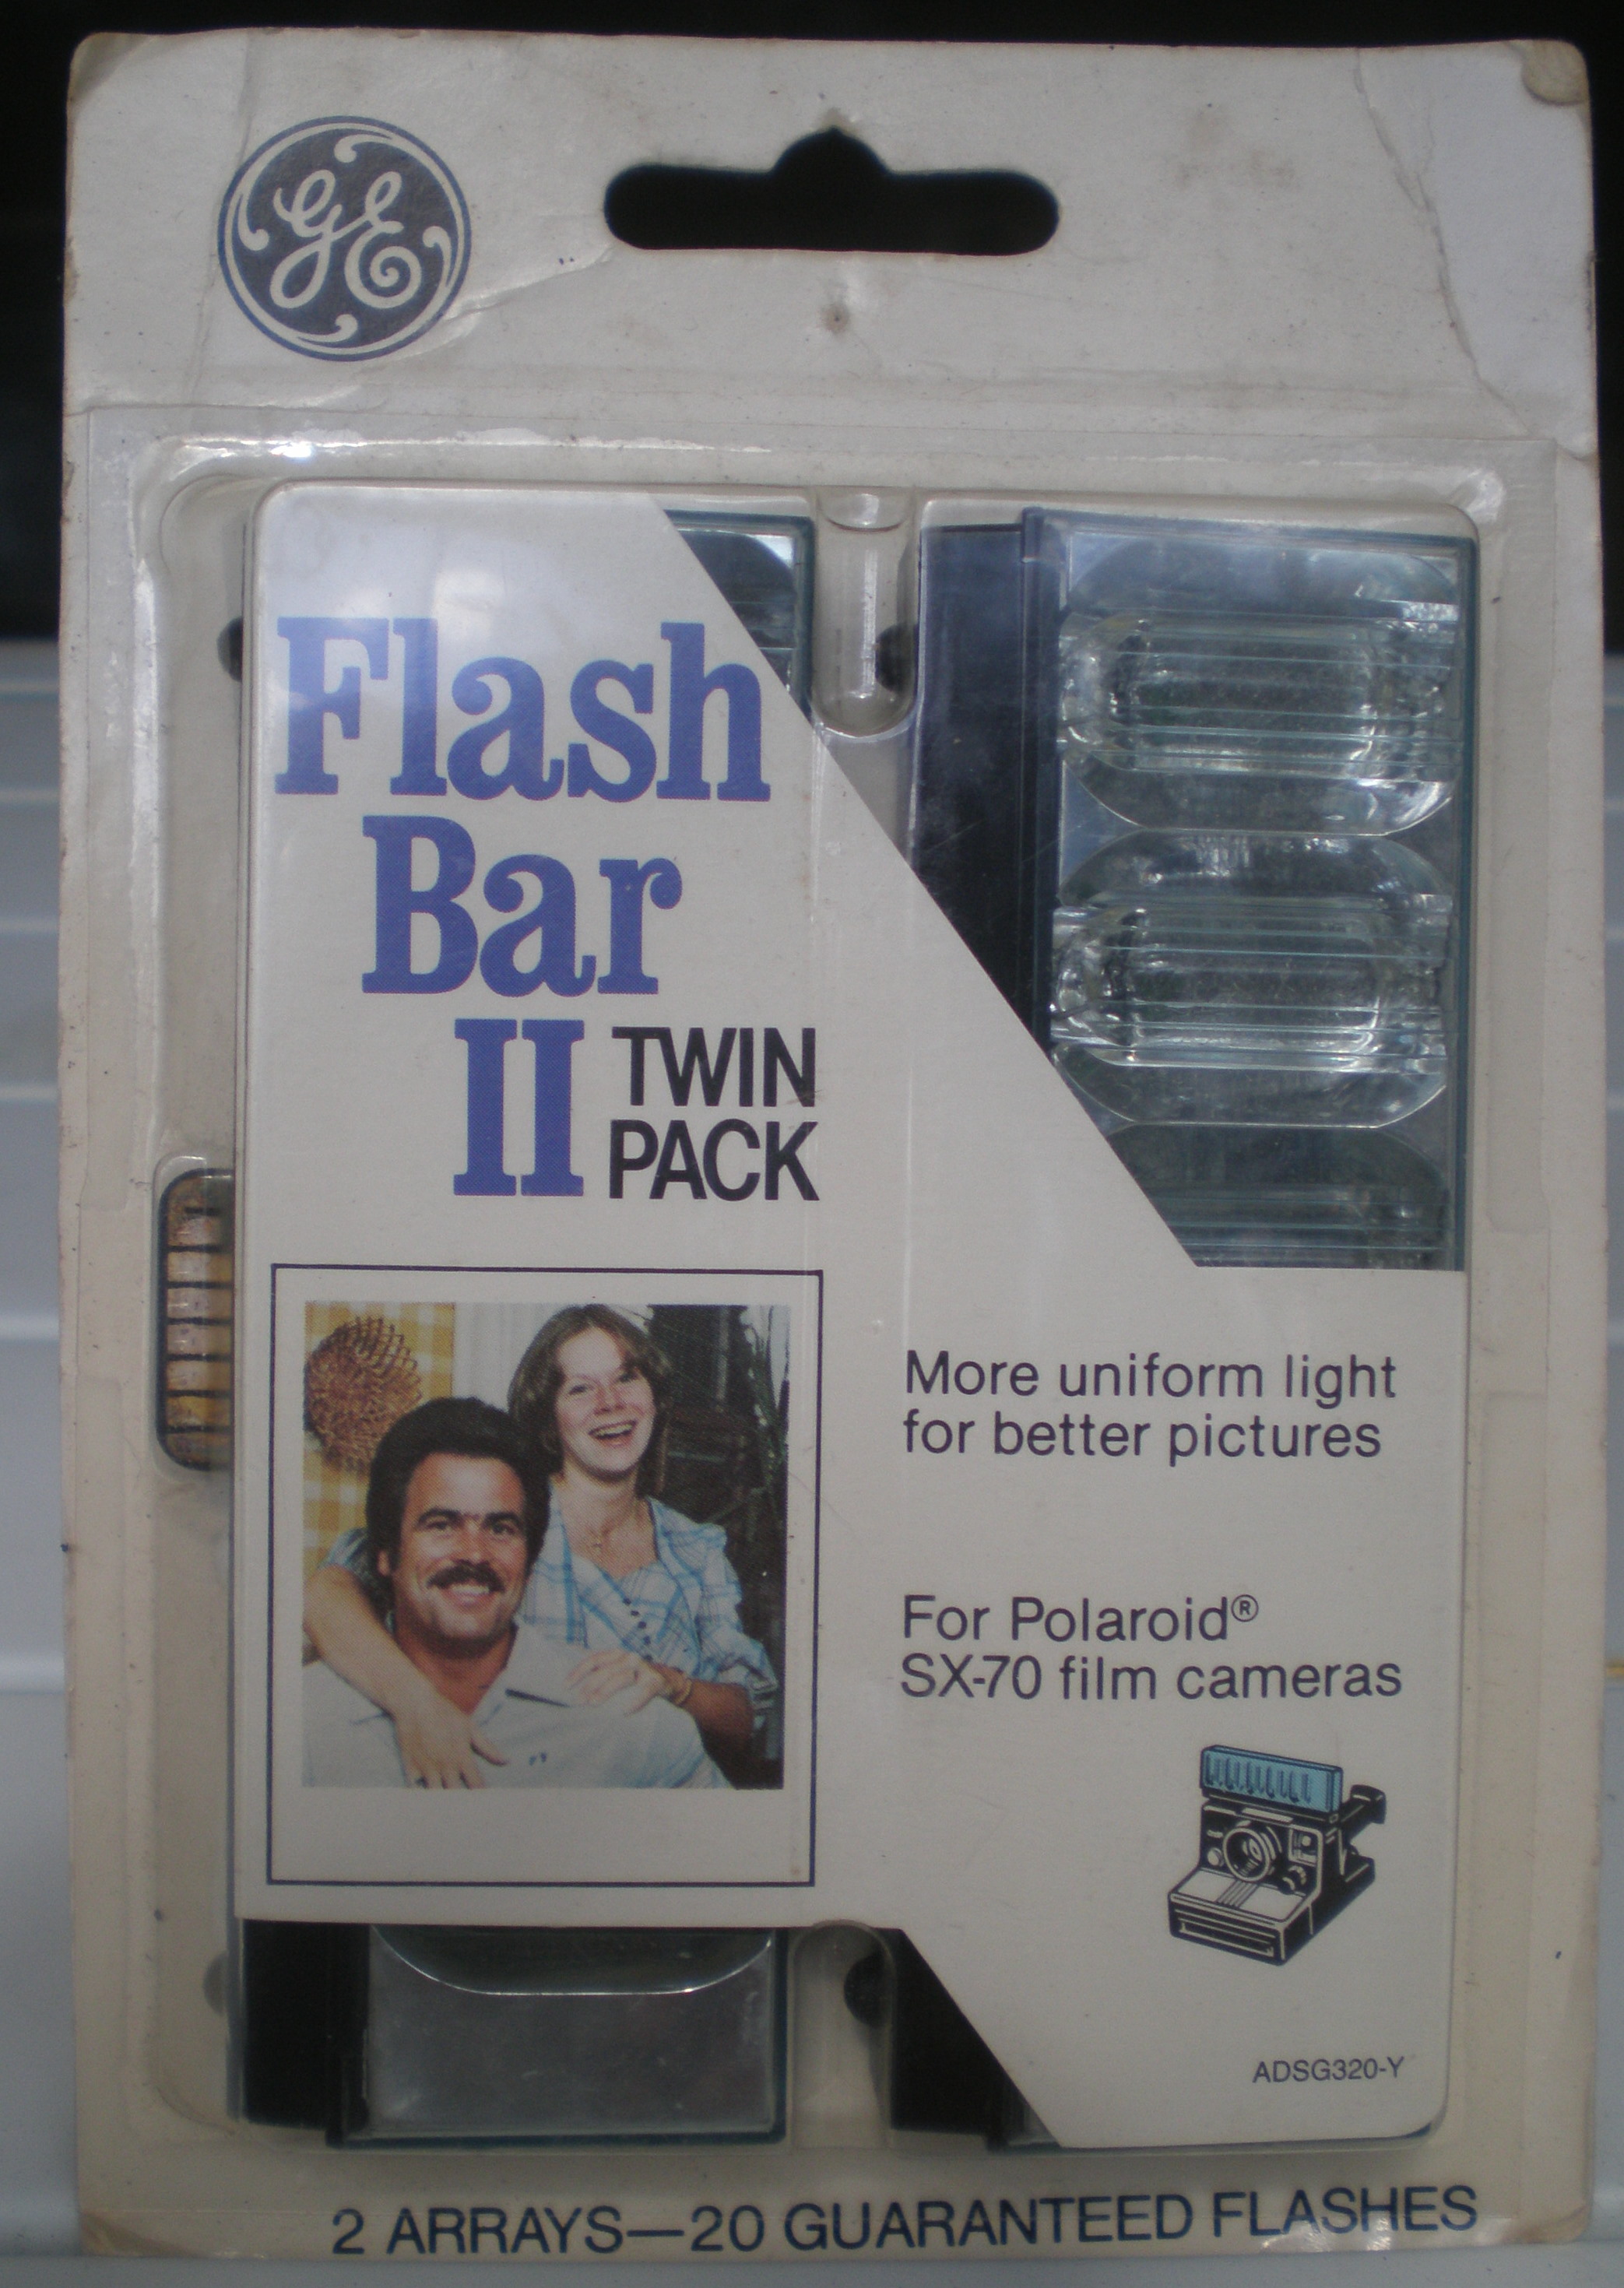 GE
Flash
Bar
II TWIN
PACK
More uniform light
for better pictures
For Polaroid®
SX-70 film cameras
ADSG320-Y
2 ARRAYS—20 GUARANTEED FLASHES